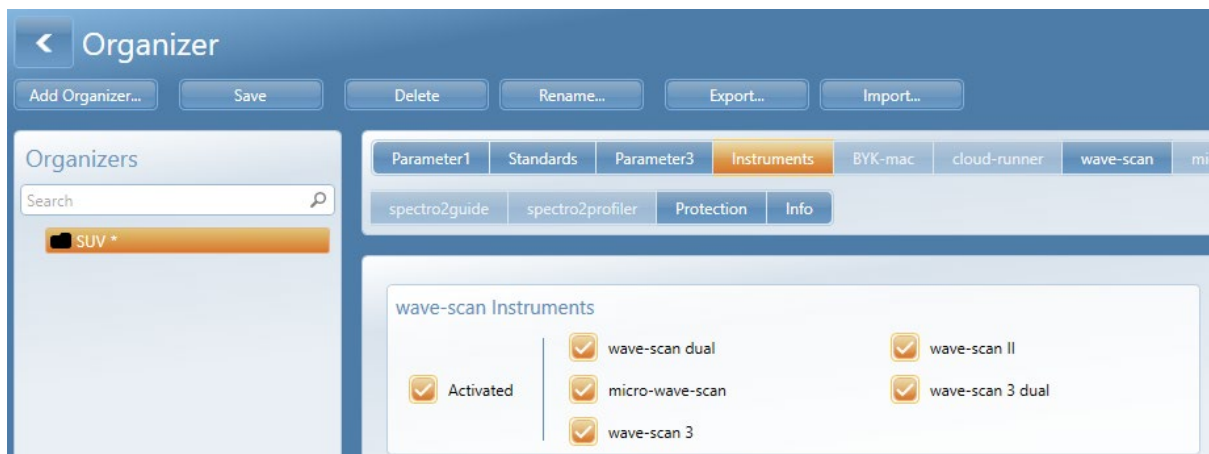 Organizer
Add Organizer... Save Delete Rename... Export... Import...
Organizers
Search
SUV *
Parameter1 Standards Parameter3 Instruments BYK-mac cloud-runner wave-scan mi
spectro2guide spectro2profiler Protection Info
wave-scan Instruments
Activated
wave-scan dual wave-scan II
micro-wave-scan wave-scan 3 dual
wave-scan 3